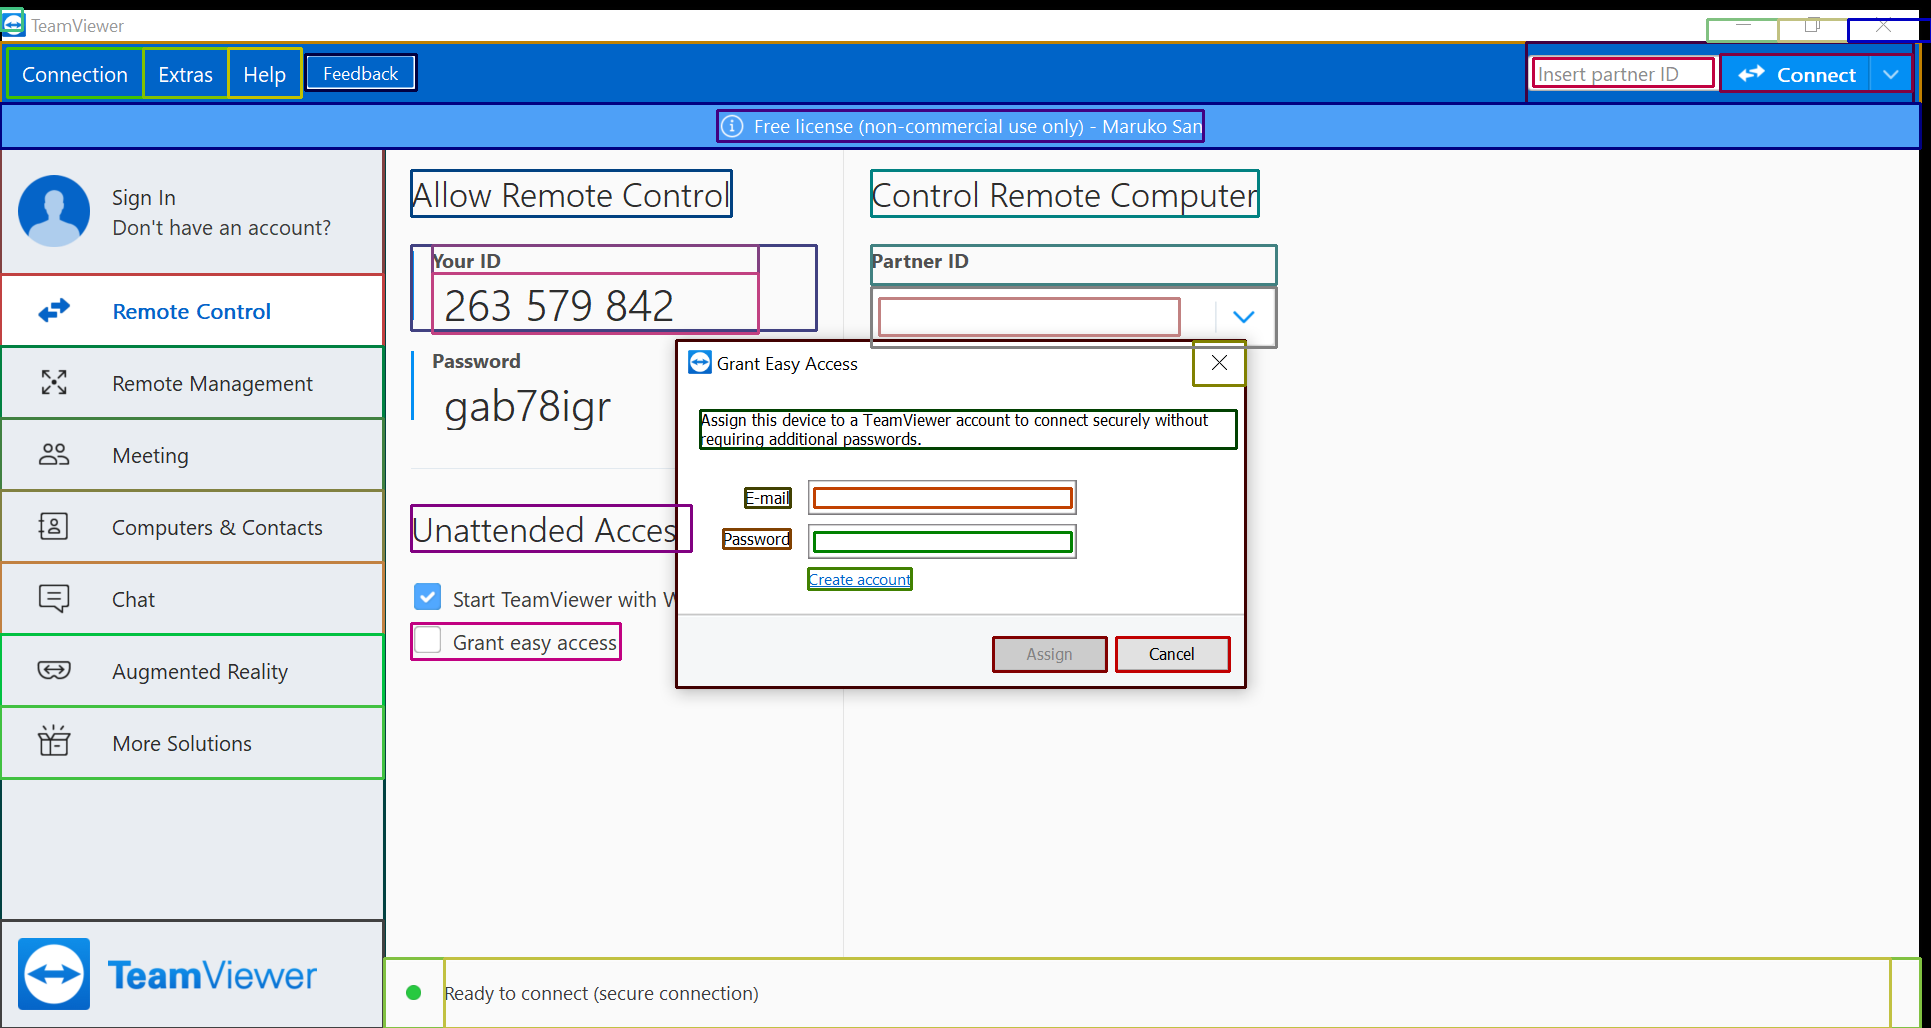 TeamViewer
Connection
Extras
Help
Feedback
Insert partner ID
Connect
Free license (non-commercial use only) - Maruko San
Sign In
Don't have an account?
Remote Control
Remote Management
Meeting
Computers & Contacts
Chat
Augmented Reality
More Solutions
TeamViewer
Allow Remote Control
Your ID
263 579 842
Password
gab78igr
Unattended Acces
Start TeamViewer with W
Grant easy access
Control Remote Computer
Partner ID
Grant Easy Access
Assign this device to a TeamViewer account to connect securely without
requiring additional passwords.
E-mail
Password
Create account
Assign
Cancel
Ready to connect (secure connection)